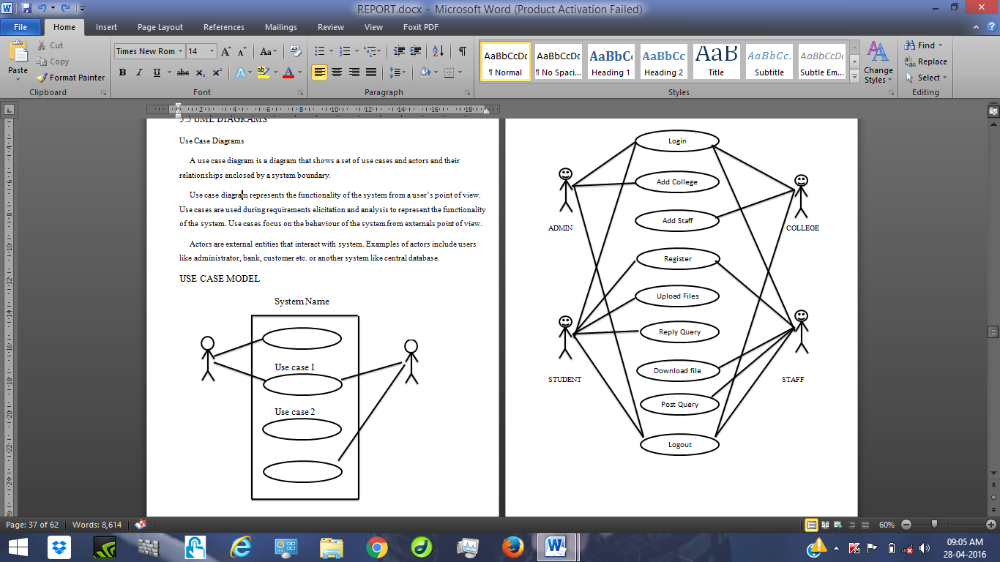 REPORT.docx - Microsoft Word (Product Activation Failed)
File Home Insert Page Layout References Mailings Review View Foxit PDF
Paste
Cut
Copy
Format Painter
Clipboard
Times New Rom 14
Font
Paragraph
AaBbCcDc AaBbCcDc AaBbCc AaBbCc AaB AaBbCc. AaBbCcDc
¶ Normal ¶ No Spaci... Heading 1 Heading 2 Title Subtitle Subtle Em...
Styles
Change Styles
Find
Replace
Select
Editing
2 4 6 8 10 12 14 16 18
UML DIAGRAMS
Use Case Diagrams
A use case diagram is a diagram that shows a set of use cases and actors and their
relationships enclosed by a system boundary.
Use case diagram represents the functionality of the system from a user's point of view.
Use cases are used during requirements elicitation and analysis to represent the functionality
of the system. Use cases focus on the behaviour of the system from externals point of view.
Actors are external entities that interact with system. Examples of actors include users
like administrator, bank, customer etc. or another system like central database.
USE CASE MODEL
System Name
Use case 1
Use case 2
Login
Add College
Add Staff
ADMIN
COLLEGE
Register
Upload Files
Reply Query
Download file
STUDENT
STAFF
Post Query
Logout
Page: 37 of 62 Words: 8,614
60%
09:05 AM
28-04-2016